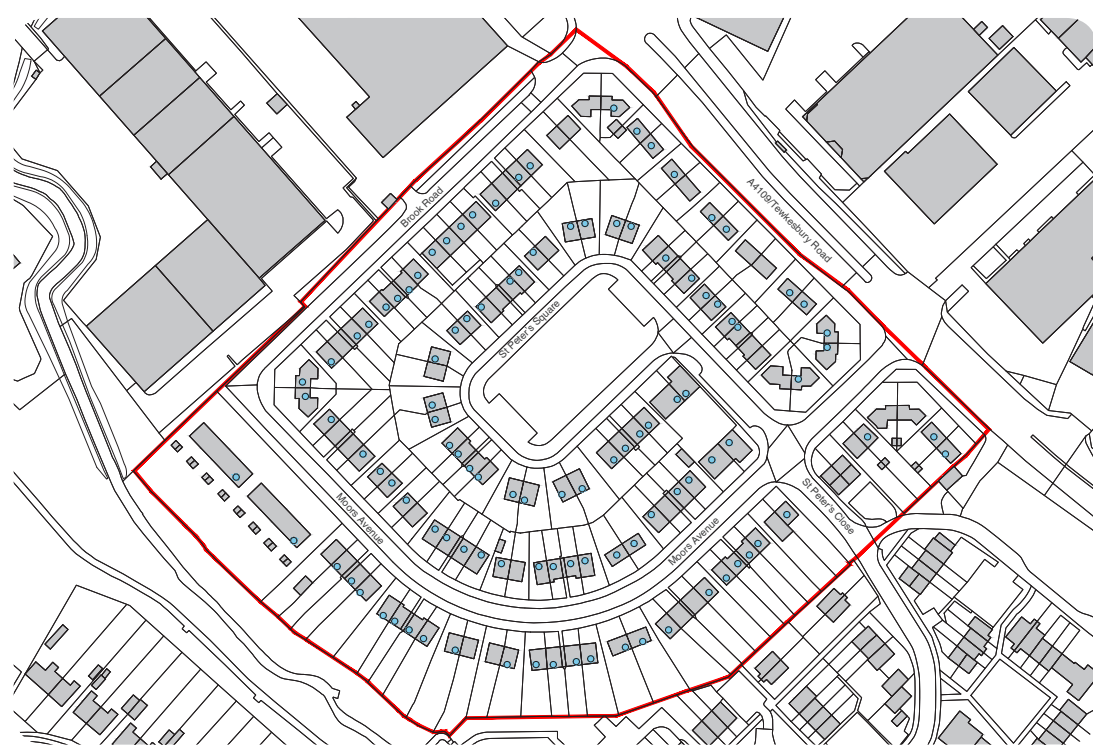 Brook Road
A4109/Tewkesbury Road
St Peter's Square
Moors Avenue
Moors Avenue
St Peter's Close